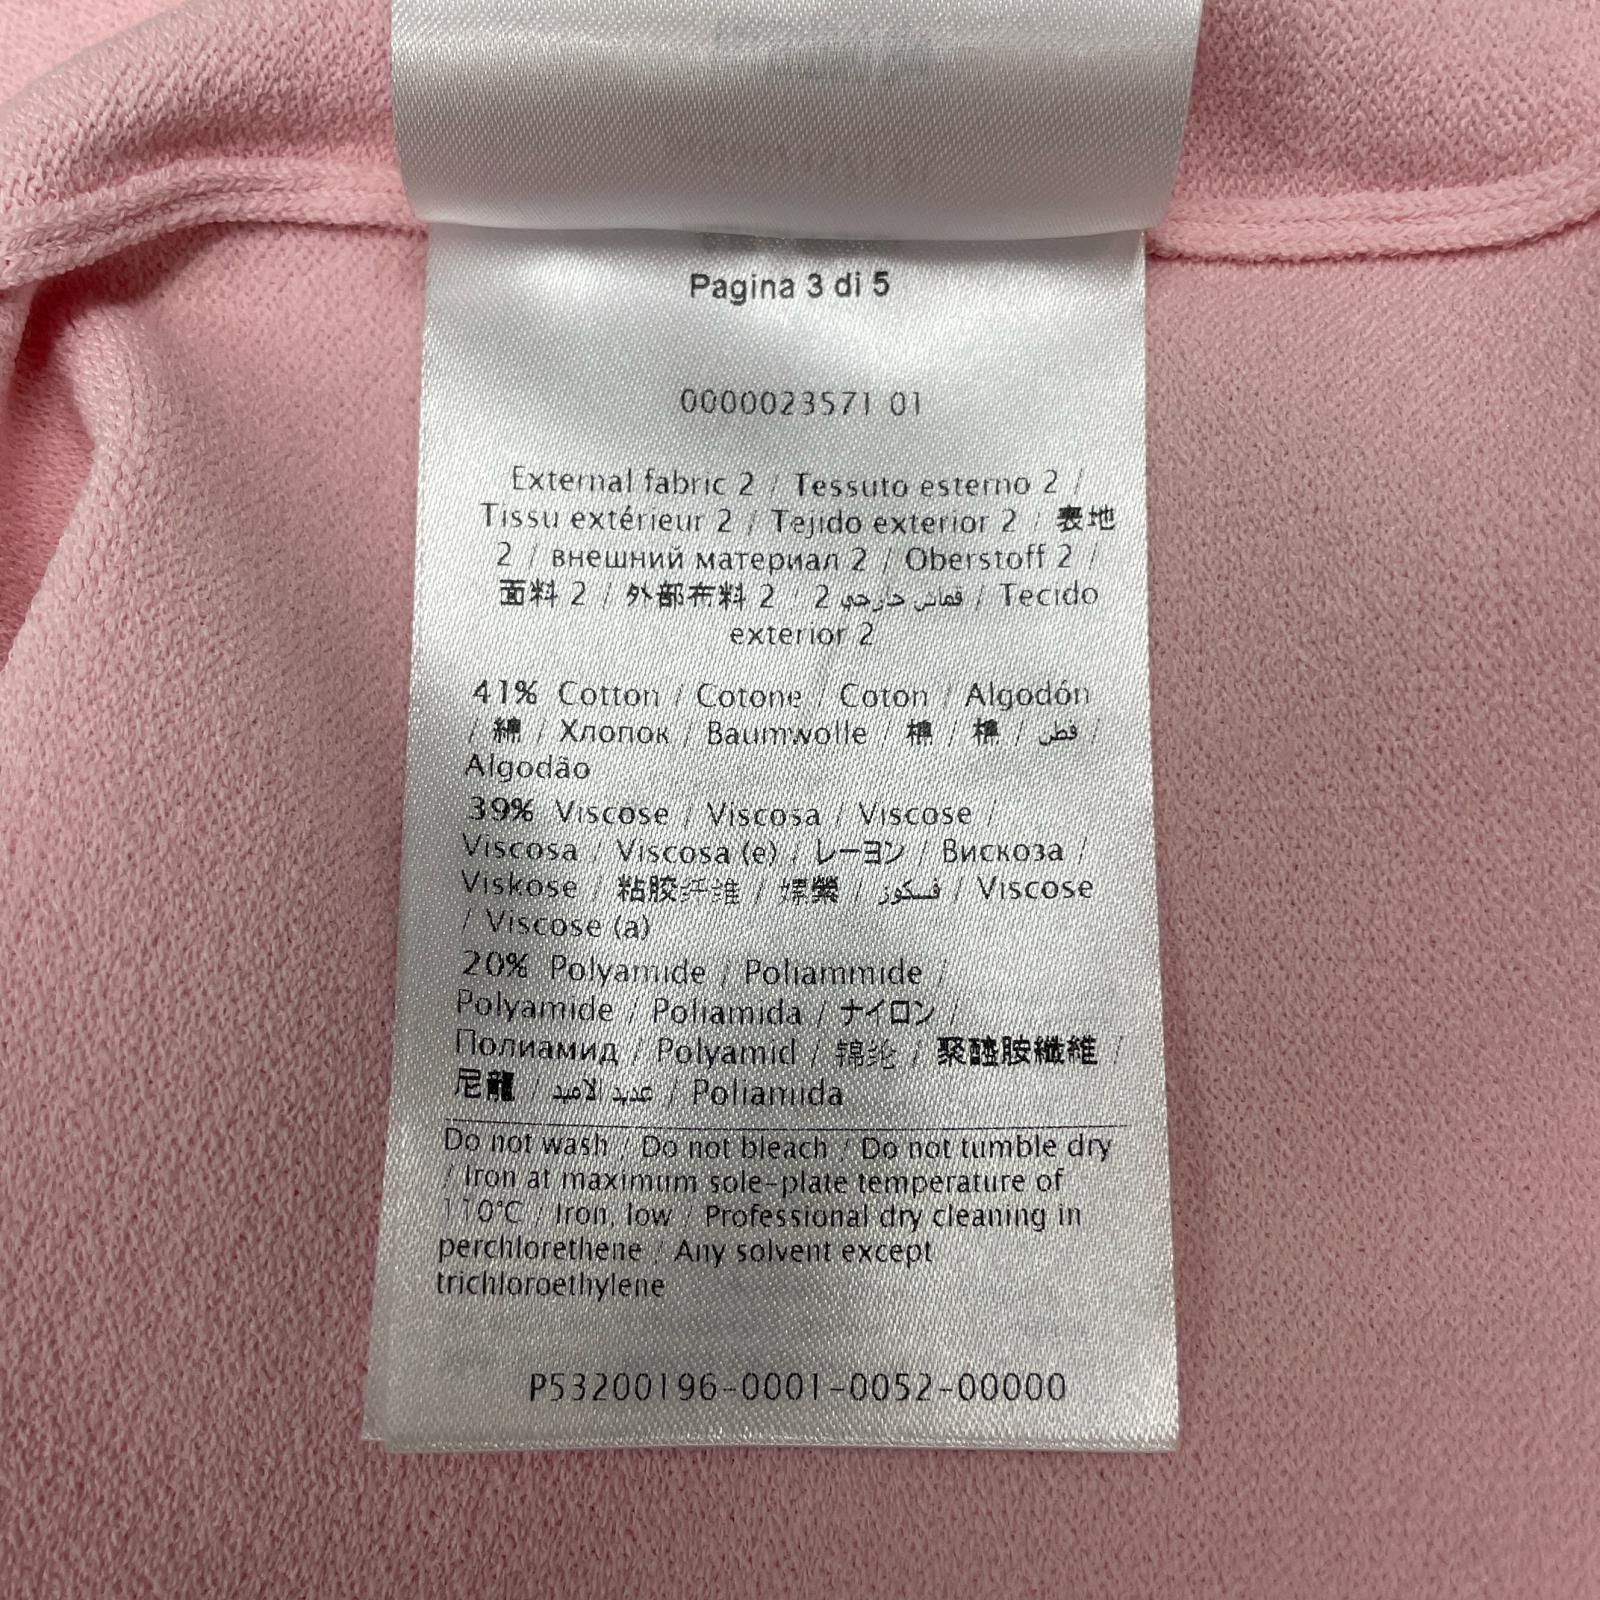 Pagina 3 di 5
0000023571 01
External fabric 2 / Tessuto esterno 2 /
Tissu extérieur 2 / Tejido exterior 2 / 表地
2 / внешний материал 2 / Oberstoff 2 /
面料 2 / 外部布料 2 / قماش خارجي 2 / Tecido
exterior 2
41% Cotton / Cotone / Coton / Algodón
/ 綿 / Хлопок / Baumwolle / 棉 / 棉 / قطن /
Algodão
39% Viscose / Viscosa / Viscose /
Viscosa / Viscosa (e) / レーヨン / Вискоза /
Viskose / 粘胶纤维 / 嫘縈 / فسكوز / Viscose
/ Viscose (a)
20% Polyamide / Poliammide /
Polyamide / Poliamida / ナイロン /
Полиамид / Polyamid / 锦纶 / 聚醯胺纖維 /
尼龍 / عديد الاميد / Poliamida
Do not wash / Do not bleach / Do not tumble dry
/ Iron at maximum sole-plate temperature of
110°C / Iron, low / Professional dry cleaning in
perchlorethene / Any solvent except
trichloroethylene
P53200196-0001-0052-00000